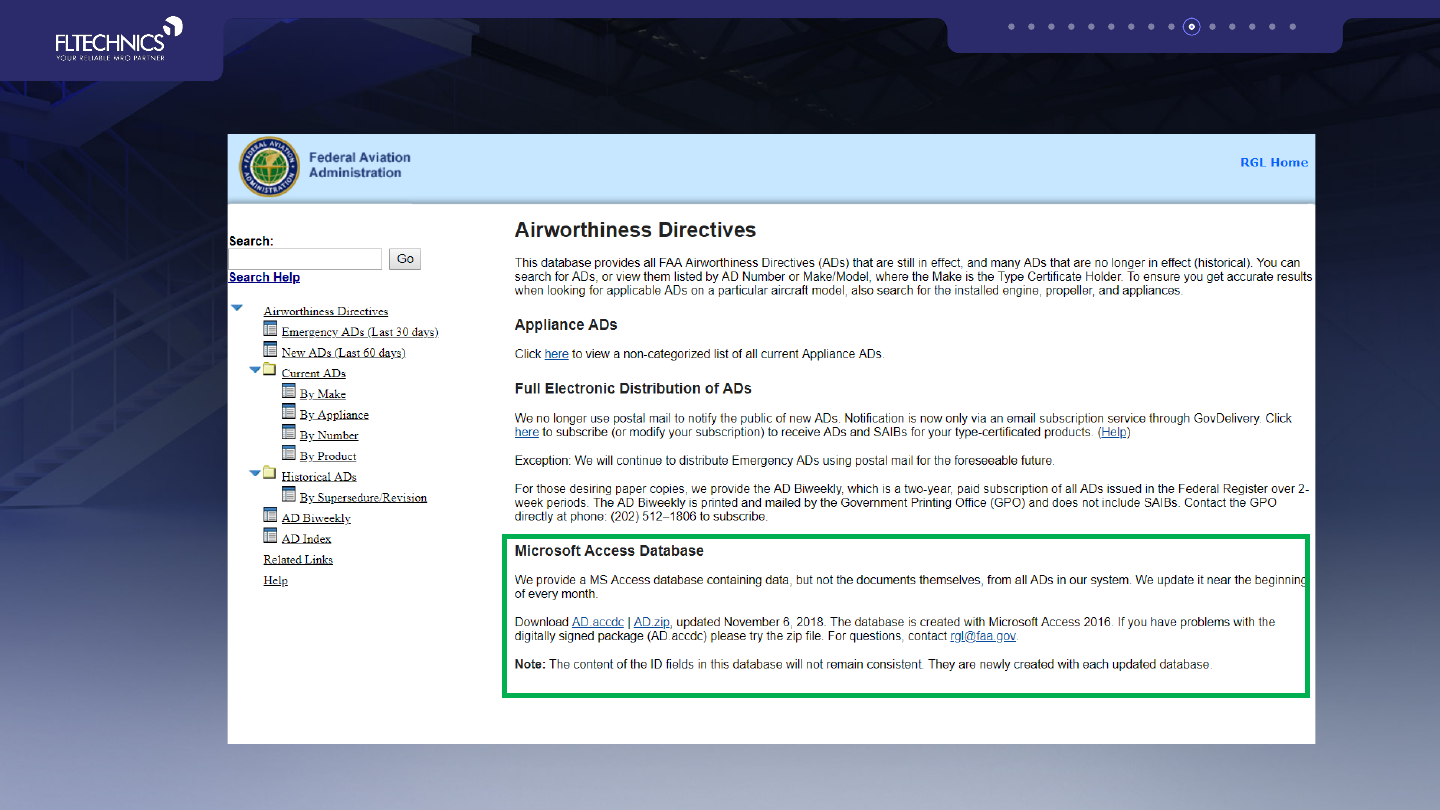 FLTECHNICS
YOUR RELIABLE MRO PARTNER
FEDERAL AVIATION
ADMINISTRATION
Federal Aviation
Administration
RGL Home
Search:
Go
Search Help
Airworthiness Directives
Emergency ADs (Last 30 days)
New ADs (Last 60 days)
Current ADs
By Make
By Appliance
By Number
By Product
Historical ADs
By Supersedure/Revision
AD Biweekly
AD Index
Related Links
Help
Airworthiness Directives
This database provides all FAA Airworthiness Directives (ADs) that are still in effect, and many ADs that are no longer in effect (historical). You can
search for ADs, or view them listed by AD Number or Make/Model, where the Make is the Type Certificate Holder. To ensure you get accurate results
when looking for applicable ADs on a particular aircraft model, also search for the installed engine, propeller, and appliances.
Appliance ADs
Click here to view a non-categorized list of all current Appliance ADs.
Full Electronic Distribution of ADs
We no longer use postal mail to notify the public of new ADs. Notification is now only via an email subscription service through GovDelivery. Click
here to subscribe (or modify your subscription) to receive ADs and SAIBs for your type-certificated products. (Help)
Exception: We will continue to distribute Emergency ADs using postal mail for the foreseeable future.
For those desiring paper copies, we provide the AD Biweekly, which is a two-year, paid subscription of all ADs issued in the Federal Register over 2-
week periods. The AD Biweekly is printed and mailed by the Government Printing Office (GPO) and does not include SAIBs. Contact the GPO
directly at phone: (202) 512–1806 to subscribe.
Microsoft Access Database
We provide a MS Access database containing data, but not the documents themselves, from all ADs in our system. We update it near the beginning
of every month.
Download AD.accdc | AD.zip, updated November 6, 2018. The database is created with Microsoft Access 2016. If you have problems with the
digitally signed package (AD.accdc) please try the zip file. For questions, contact rgl@faa.gov.
Note: The content of the ID fields in this database will not remain consistent. They are newly created with each updated database.